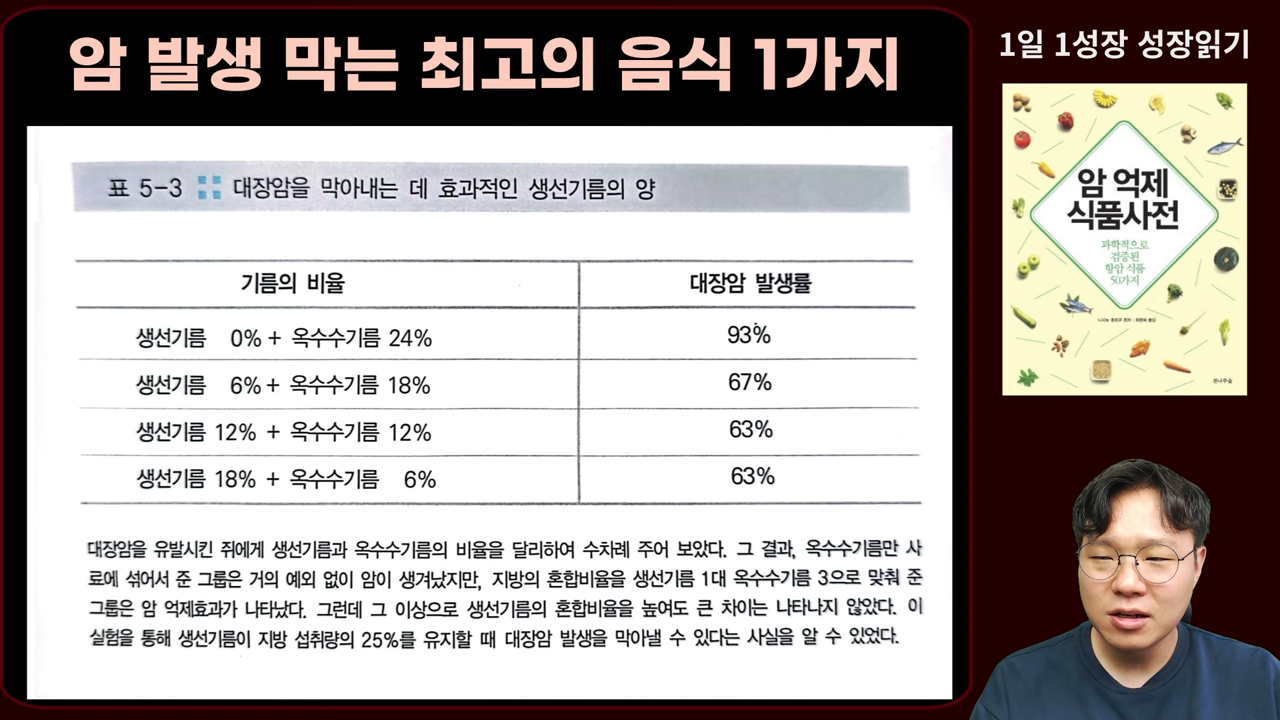 암 발생 막는 최고의 음식 1가지
1일 1성장 성장읽기
표 5-3 대장암을 막아내는 데 효과적인 생선기름의 양
기름의 비율 대장암 발생률
생선기름 0% + 옥수수기름 24% 93%
생선기름 6% + 옥수수기름 18% 67%
생선기름 12% + 옥수수기름 12% 63%
생선기름 18% + 옥수수기름 6% 63%
대장암을 유발시킨 쥐에게 생선기름과 옥수수기름의 비율을 달리하여 수차례 주어 보았다. 그 결과, 옥수수기름만 사
료에 섞어서 준 그룹은 거의 예외 없이 암이 생겨났지만, 지방의 혼합비율을 생선기름 1대 옥수수기름 3으로 맞춰 준
그룹은 암 억제효과가 나타났다. 그런데 그 이상으로 생선기름의 혼합비율을 높여도 큰 차이는 나타나지 않았다. 이
실험을 통해 생선기름이 지방 섭취량의 25%를 유지할 때 대장암 발생을 막아낼 수 있다는 사실을 알 수 있었다.
암 억제
식품사전
과학적으로
검증된
항암 식품
50가지
전나무숲